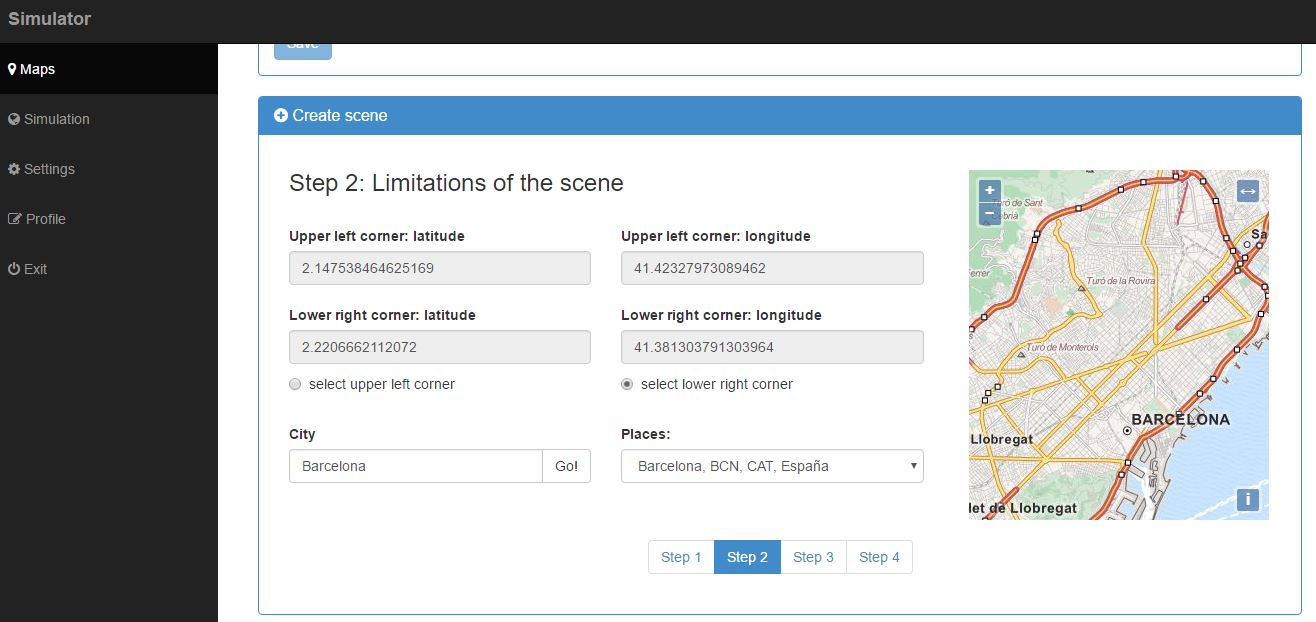 Simulator
Maps
Simulation
Settings
Profile
Exit
Save
Create scene
Step 2: Limitations of the scene
Upper left corner: latitude
Upper left corner: longitude
2.147538464625169
41.42327973089462
Lower right corner: latitude
Lower right corner: longitude
2.2206662112072
41.381303791303964
select upper left corner
select lower right corner
City
Places:
Barcelona
Go!
Barcelona, BCN, CAT, España
Step 1
Step 2
Step 3
Step 4
+
−
Turó de Sant
Sa
Turó de la Rovira
Turó de Monterols
BARCELONA
Llobregat
let de Llobregat
i